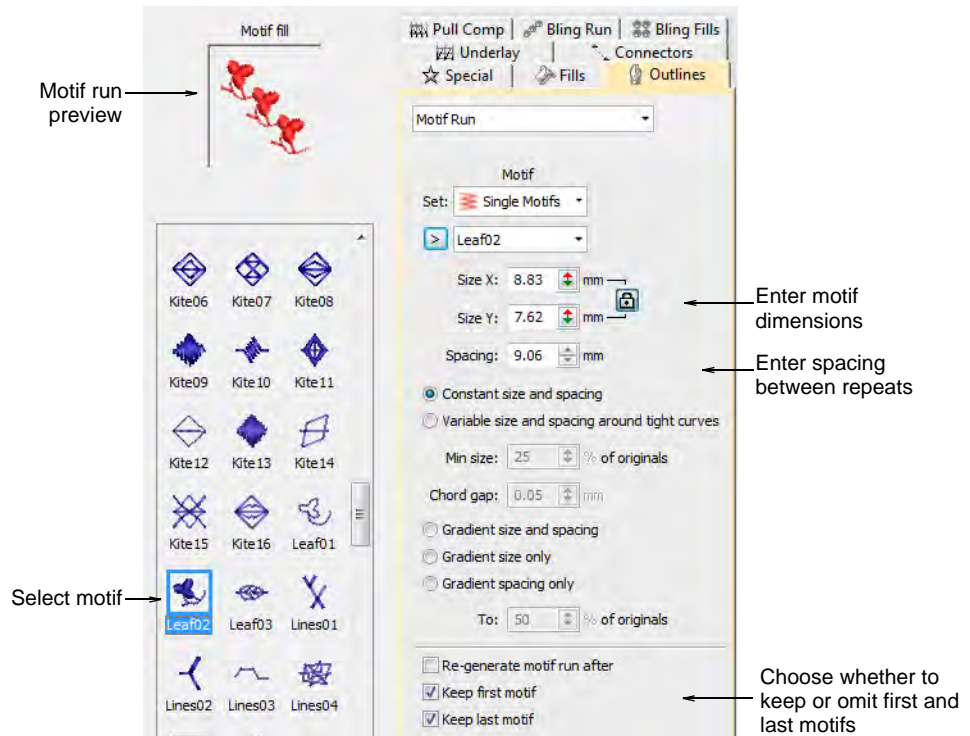 Motif fill
Motif run
preview
Kite06 Kite07 Kite08
Kite09 Kite10 Kite11
Kite12 Kite13 Kite14
Kite15 Kite16 Leaf01
Select motif
Leaf02 Leaf03 Lines01
Lines02 Lines03 Lines04
Pull Comp Bling Run Bling Fills
Underlay Connectors
Special Fills Outlines
Motif Run
Motif
Set: Single Motifs
> Leaf02
Size X: 8.83 mm
Size Y: 7.62 mm
Enter motif
dimensions
Spacing: 9.06 mm
Enter spacing
between repeats
Constant size and spacing
Variable size and spacing around tight curves
Min size: 25 % of originals
Chord gap: 0.05 mm
Gradient size and spacing
Gradient size only
Gradient spacing only
To: 50 % of originals
Re-generate motif run after
Keep first motif
Keep last motif
Choose whether to
keep or omit first and
last motifs